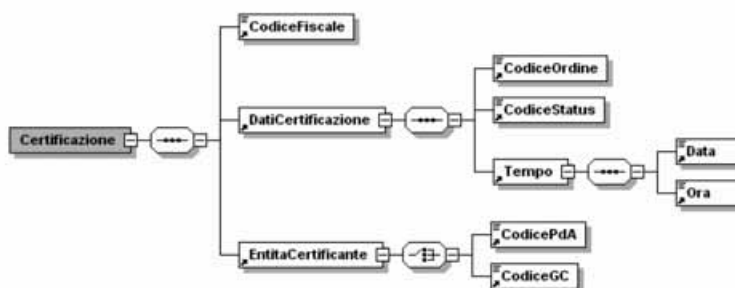 CodiceFiscale
CodiceOrdine
DatiCertificazione
CodiceStatus
Certificazione
Tempo
Data
Ora
EntitaCertificante
CodicePdA
CodiceGC